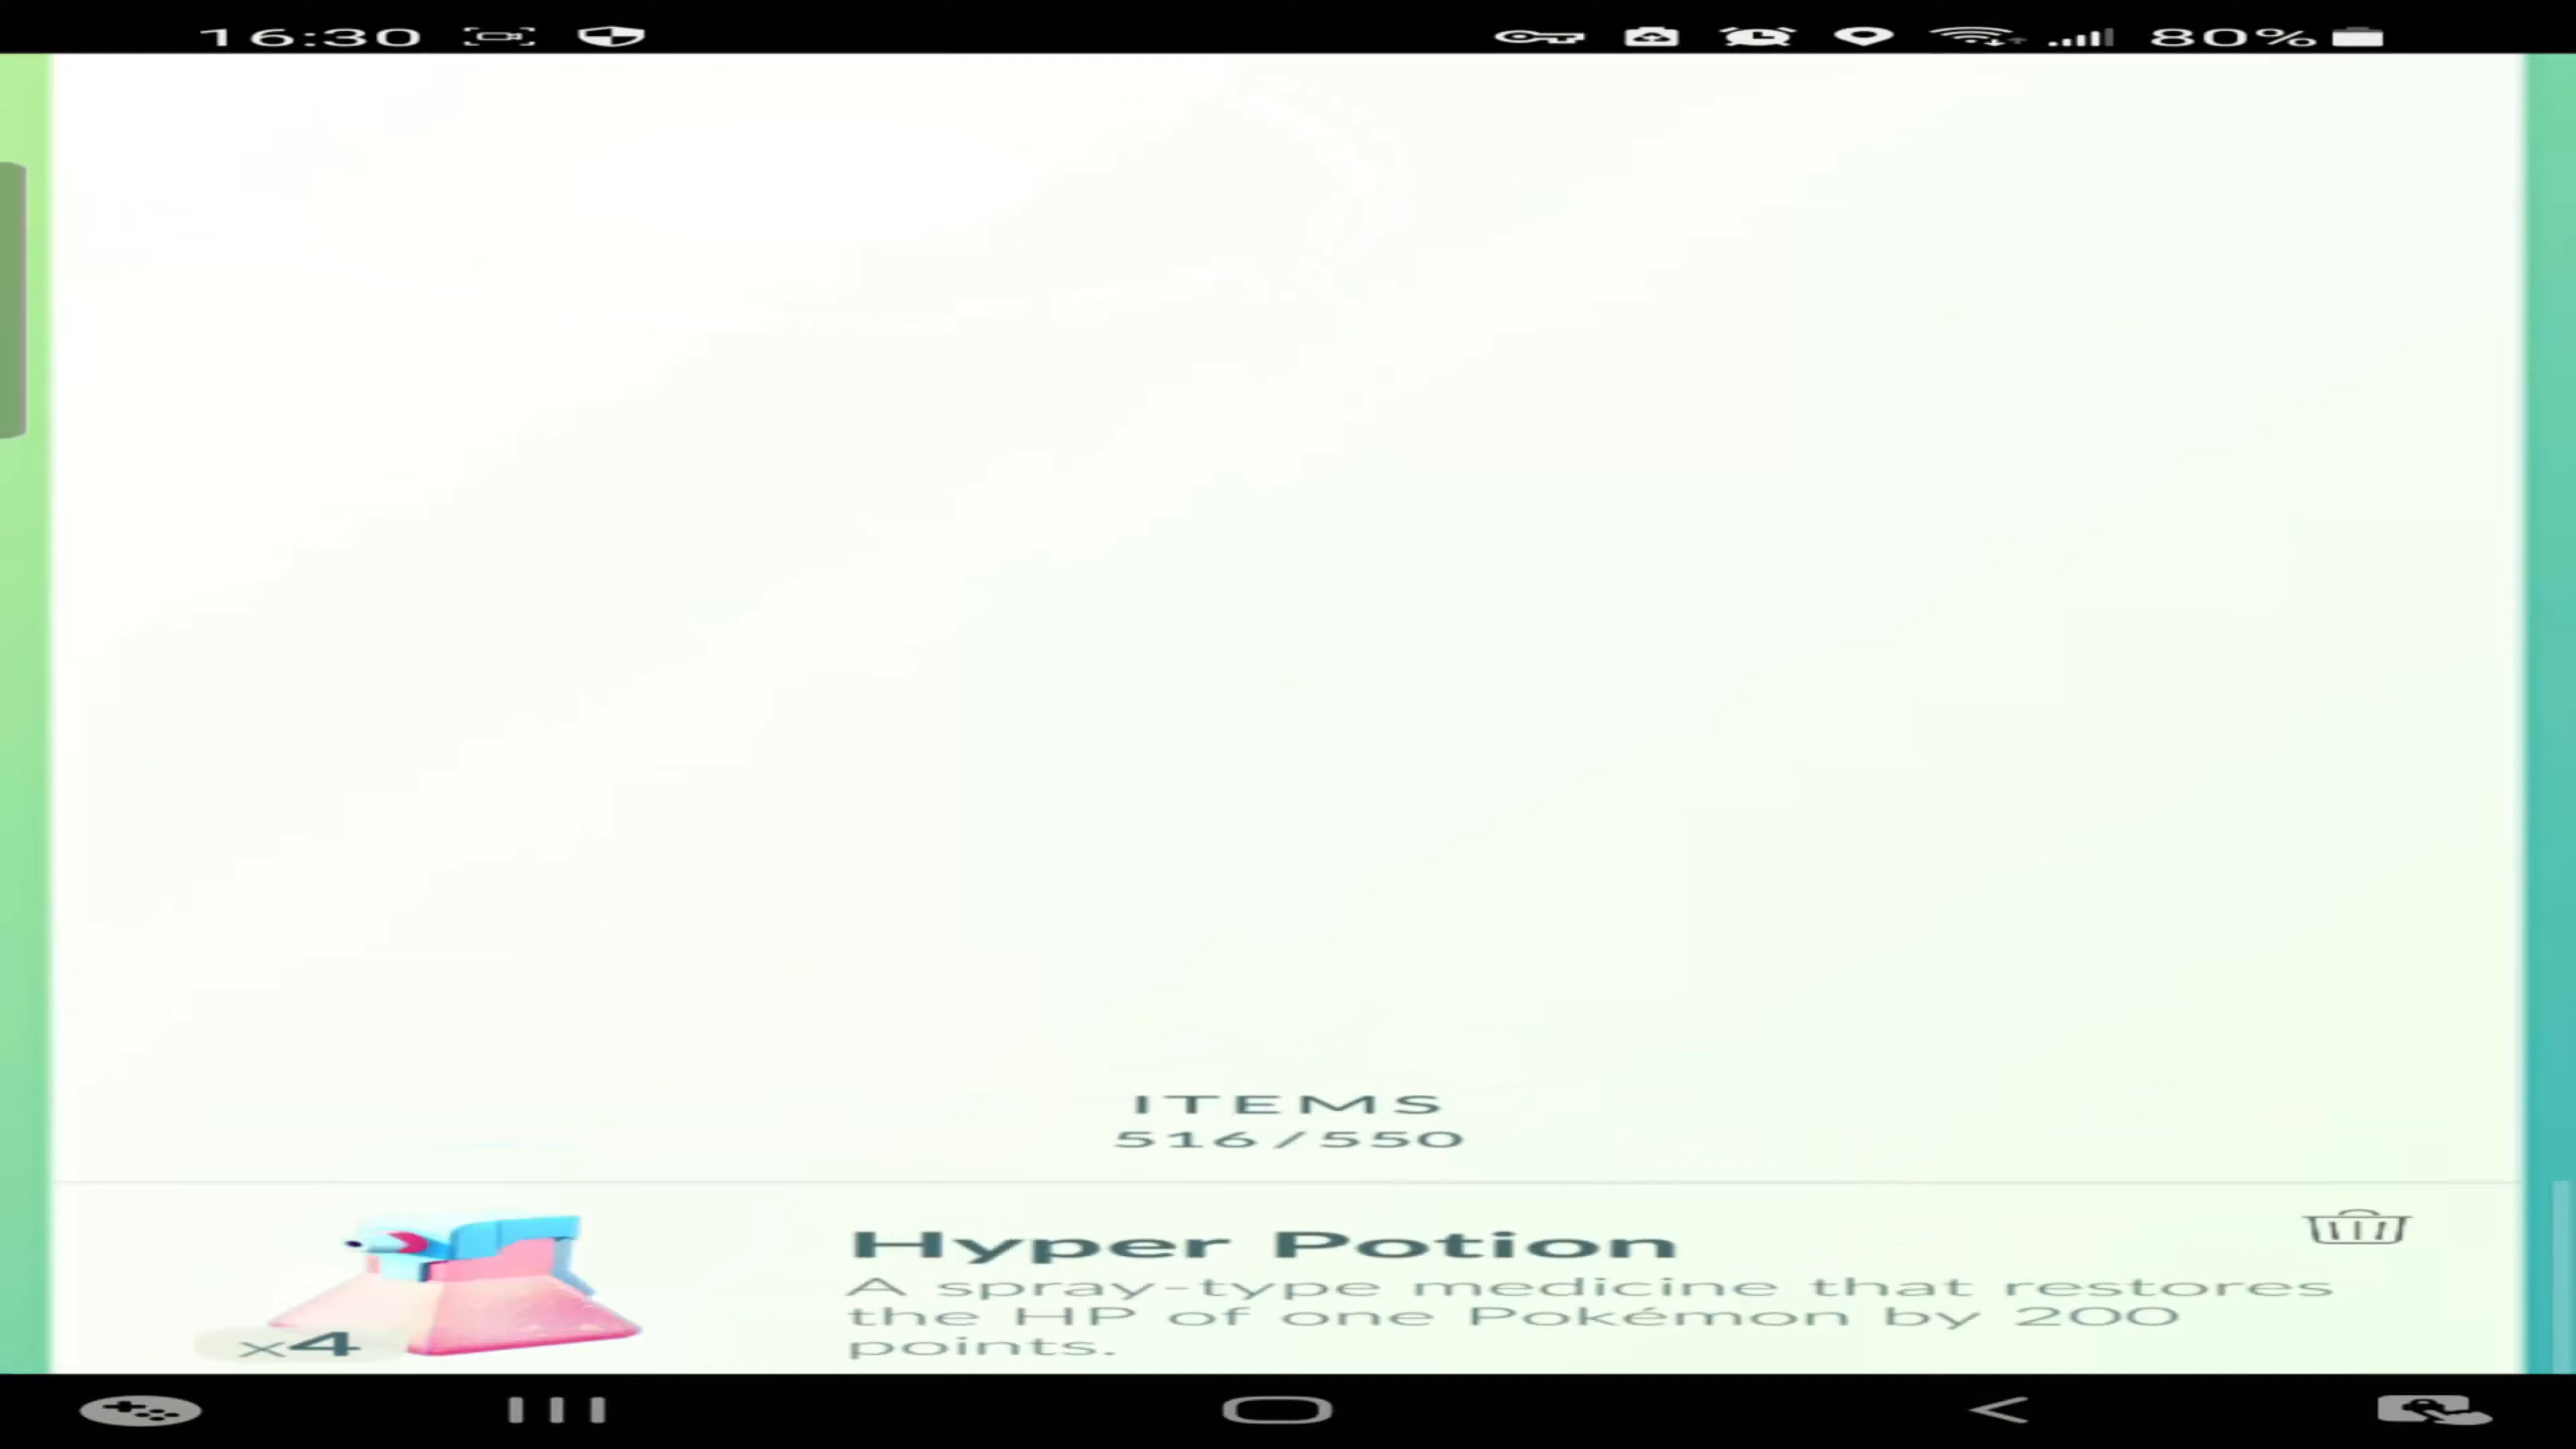 16:30
80%
ITEMS
516/550
Hyper Potion
A spray-type medicine that restores
the HP of one Pokémon by 200
points.
x4